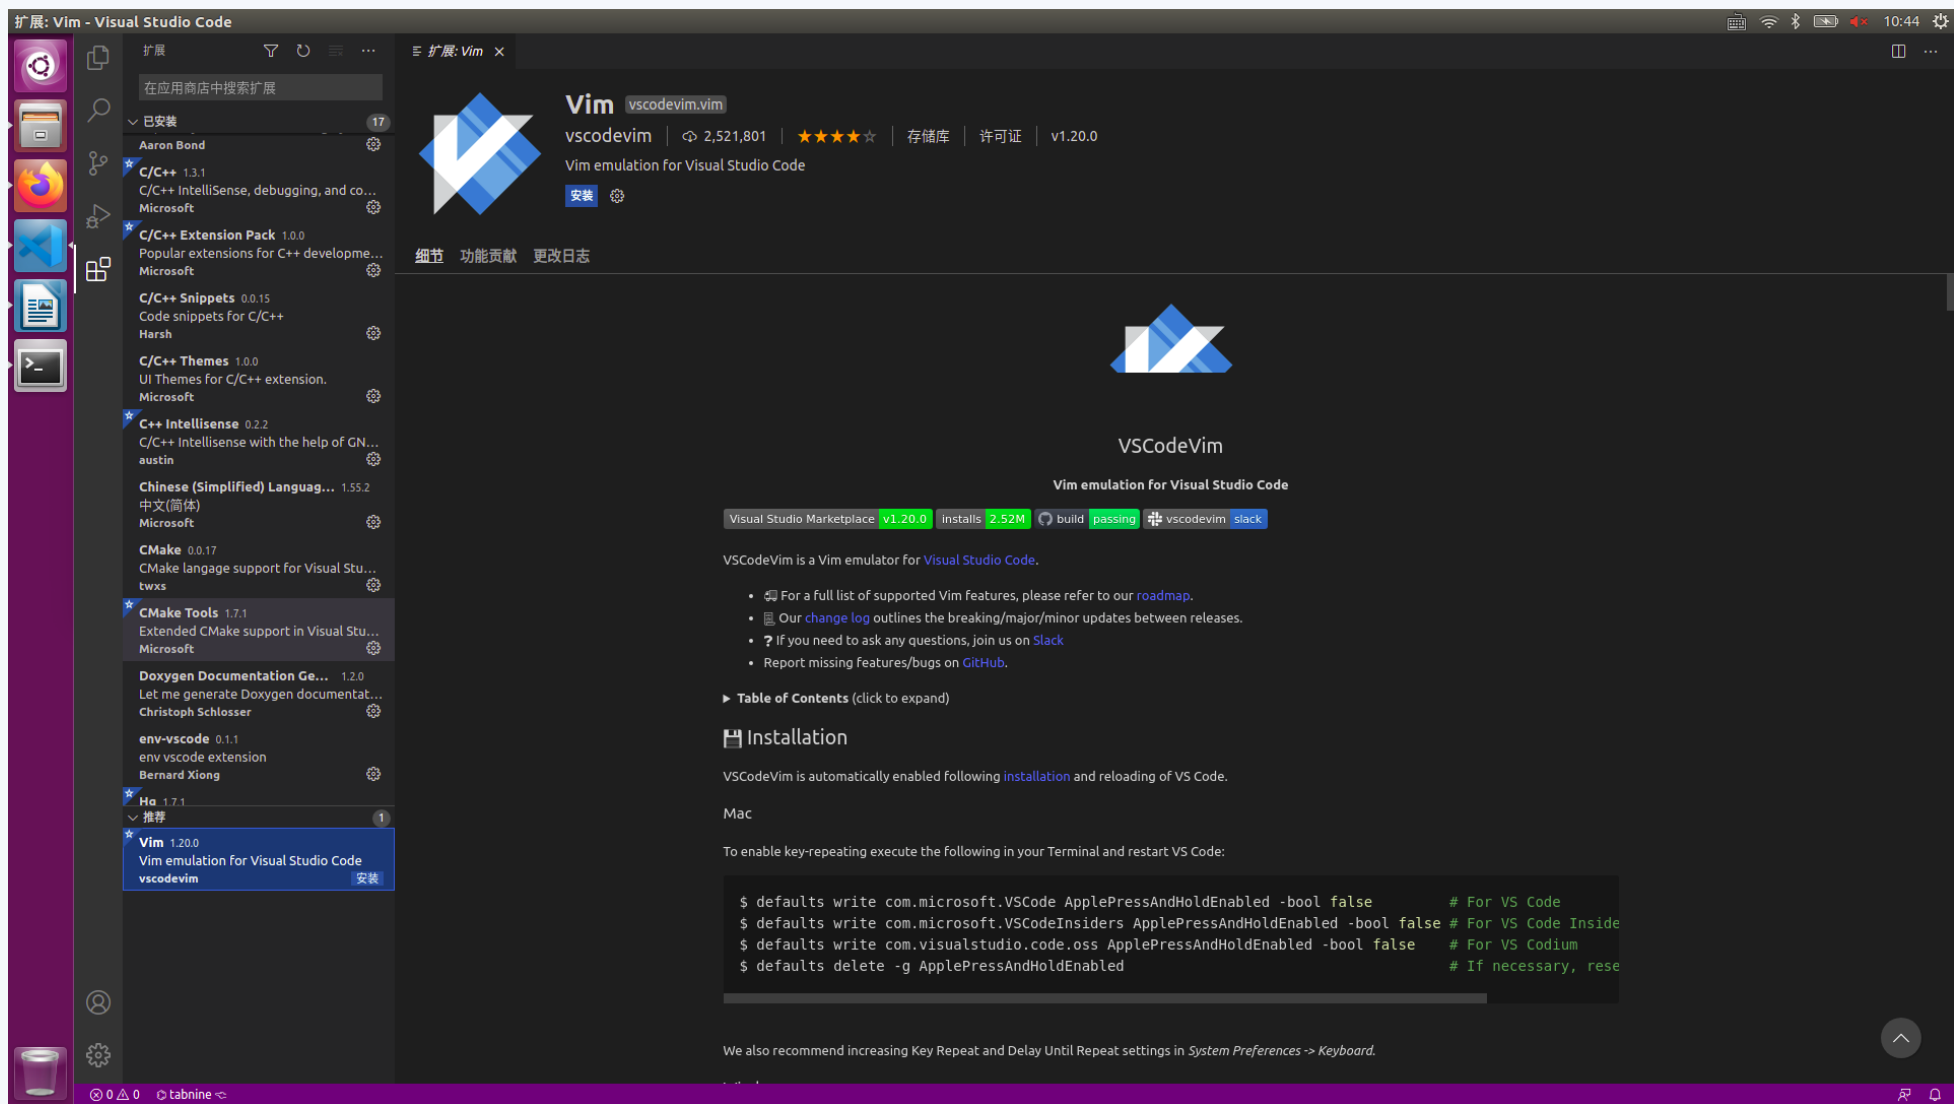 扩展: Vim - Visual Studio Code
10:44
扩展
扩展: Vim
在应用商店中搜索扩展
已安装
17
Aaron Bond
C/C++ 1.3.1
C/C++ IntelliSense, debugging, and co...
Microsoft
C/C++ Extension Pack 1.0.0
Popular extensions for C++ developme...
Microsoft
C/C++ Snippets 0.0.15
Code snippets for C/C++
Harsh
C/C++ Themes 1.0.0
UI Themes for C/C++ extension.
Microsoft
C++ Intellisense 0.2.2
C/C++ Intellisense with the help of GN...
austin
Chinese (Simplified) Languag... 1.55.2
中文(简体)
Microsoft
CMake 0.0.17
CMake langage support for Visual Stu...
twxs
CMake Tools 1.7.1
Extended CMake support in Visual Stu...
Microsoft
Doxygen Documentation Ge... 1.2.0
Let me generate Doxygen documentat...
Christoph Schlosser
env-vscode 0.1.1
env vscode extension
Bernard Xiong
Hg 1.7.1
推荐
1
Vim 1.20.0
Vim emulation for Visual Studio Code
vscodevim 安装
Vim vscodevim.vim
vscodevim 2,521,801 存储库 许可证 v1.20.0
Vim emulation for Visual Studio Code
安装
细节 功能贡献 更改日志
VSCodeVim
Vim emulation for Visual Studio Code
Visual Studio Marketplace v1.20.0 installs 2.52M build passing vscodevim slack
VSCodeVim is a Vim emulator for Visual Studio Code.
• For a full list of supported Vim features, please refer to our roadmap.
• Our change log outlines the breaking/major/minor updates between releases.
• ? If you need to ask any questions, join us on Slack
• Report missing features/bugs on GitHub.
Table of Contents (click to expand)
Installation
VSCodeVim is automatically enabled following installation and reloading of VS Code.
Mac
To enable key-repeating execute the following in your Terminal and restart VS Code:
$ defaults write com.microsoft.VSCode ApplePressAndHoldEnabled -bool false # For VS Code
$ defaults write com.microsoft.VSCodeInsiders ApplePressAndHoldEnabled -bool false # For VS Code Inside
$ defaults write com.visualstudio.code.oss ApplePressAndHoldEnabled -bool false # For VS Codium
$ defaults delete -g ApplePressAndHoldEnabled # If necessary, rese
We also recommend increasing Key Repeat and Delay Until Repeat settings in System Preferences -> Keyboard.
0 0 tabnine